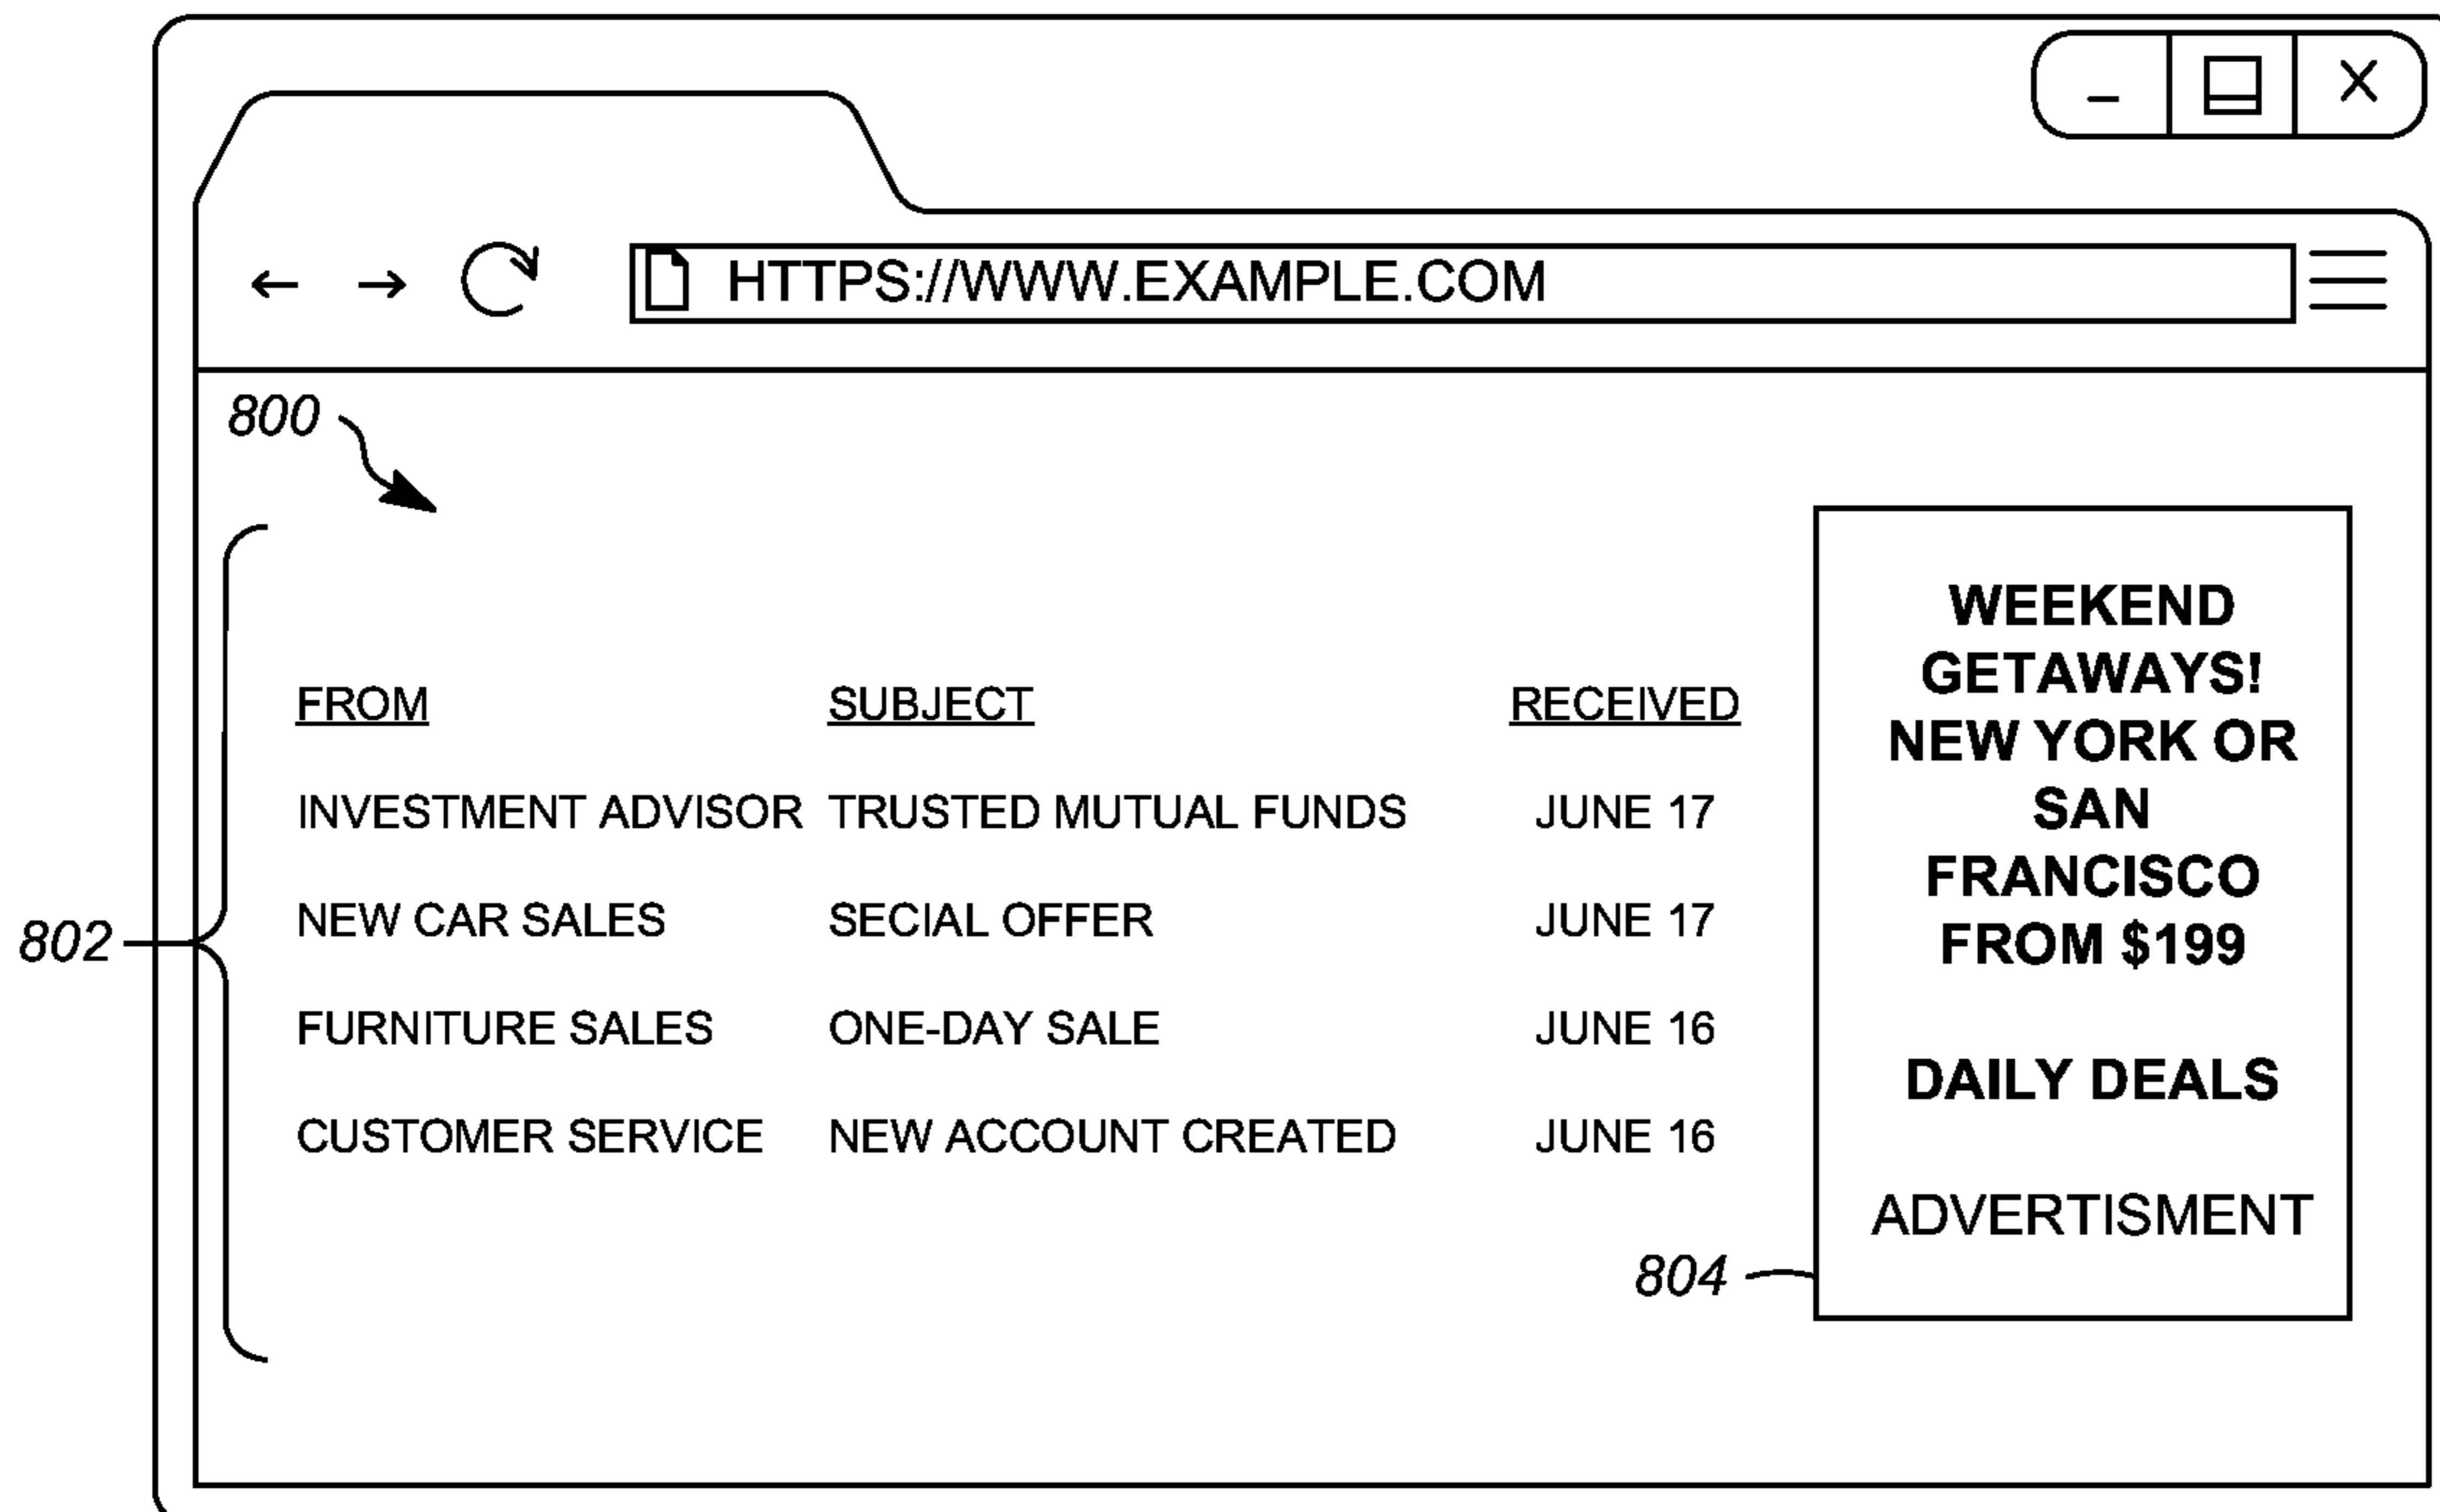 HTTPS://WWW.EXAMPLE.COM
800
802
FROM SUBJECT RECEIVED
INVESTMENT ADVISOR TRUSTED MUTUAL FUNDS JUNE 17
NEW CAR SALES SECIAL OFFER JUNE 17
FURNITURE SALES ONE-DAY SALE JUNE 16
CUSTOMER SERVICE NEW ACCOUNT CREATED JUNE 16
WEEKEND
GETAWAYS!
NEW YORK OR
SAN
FRANCISCO
FROM $199
DAILY DEALS
ADVERTISMENT
804